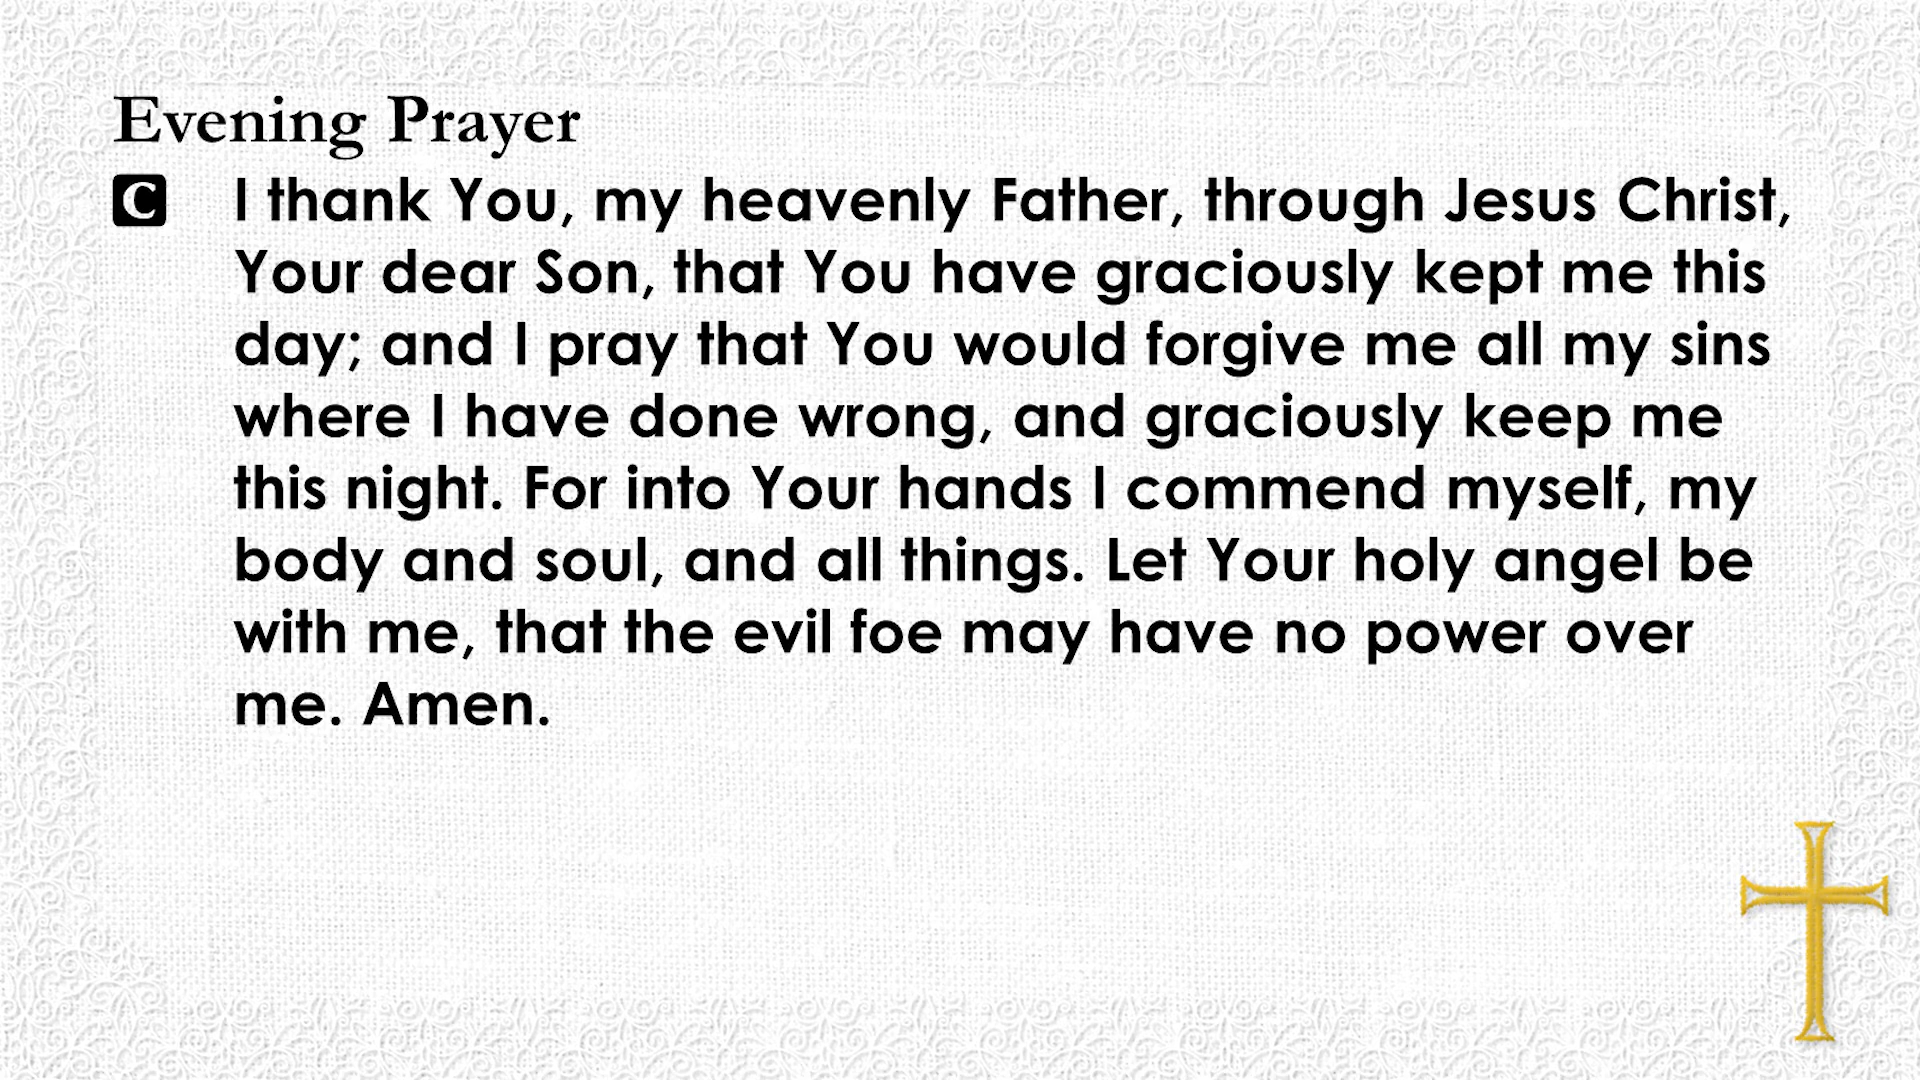 Evening Prayer
C I thank You, my heavenly Father, through Jesus Christ,
Your dear Son, that You have graciously kept me this
day; and I pray that You would forgive me all my sins
where I have done wrong, and graciously keep me
this night. For into Your hands I commend myself, my
body and soul, and all things. Let Your holy angel be
with me, that the evil foe may have no power over
me. Amen.